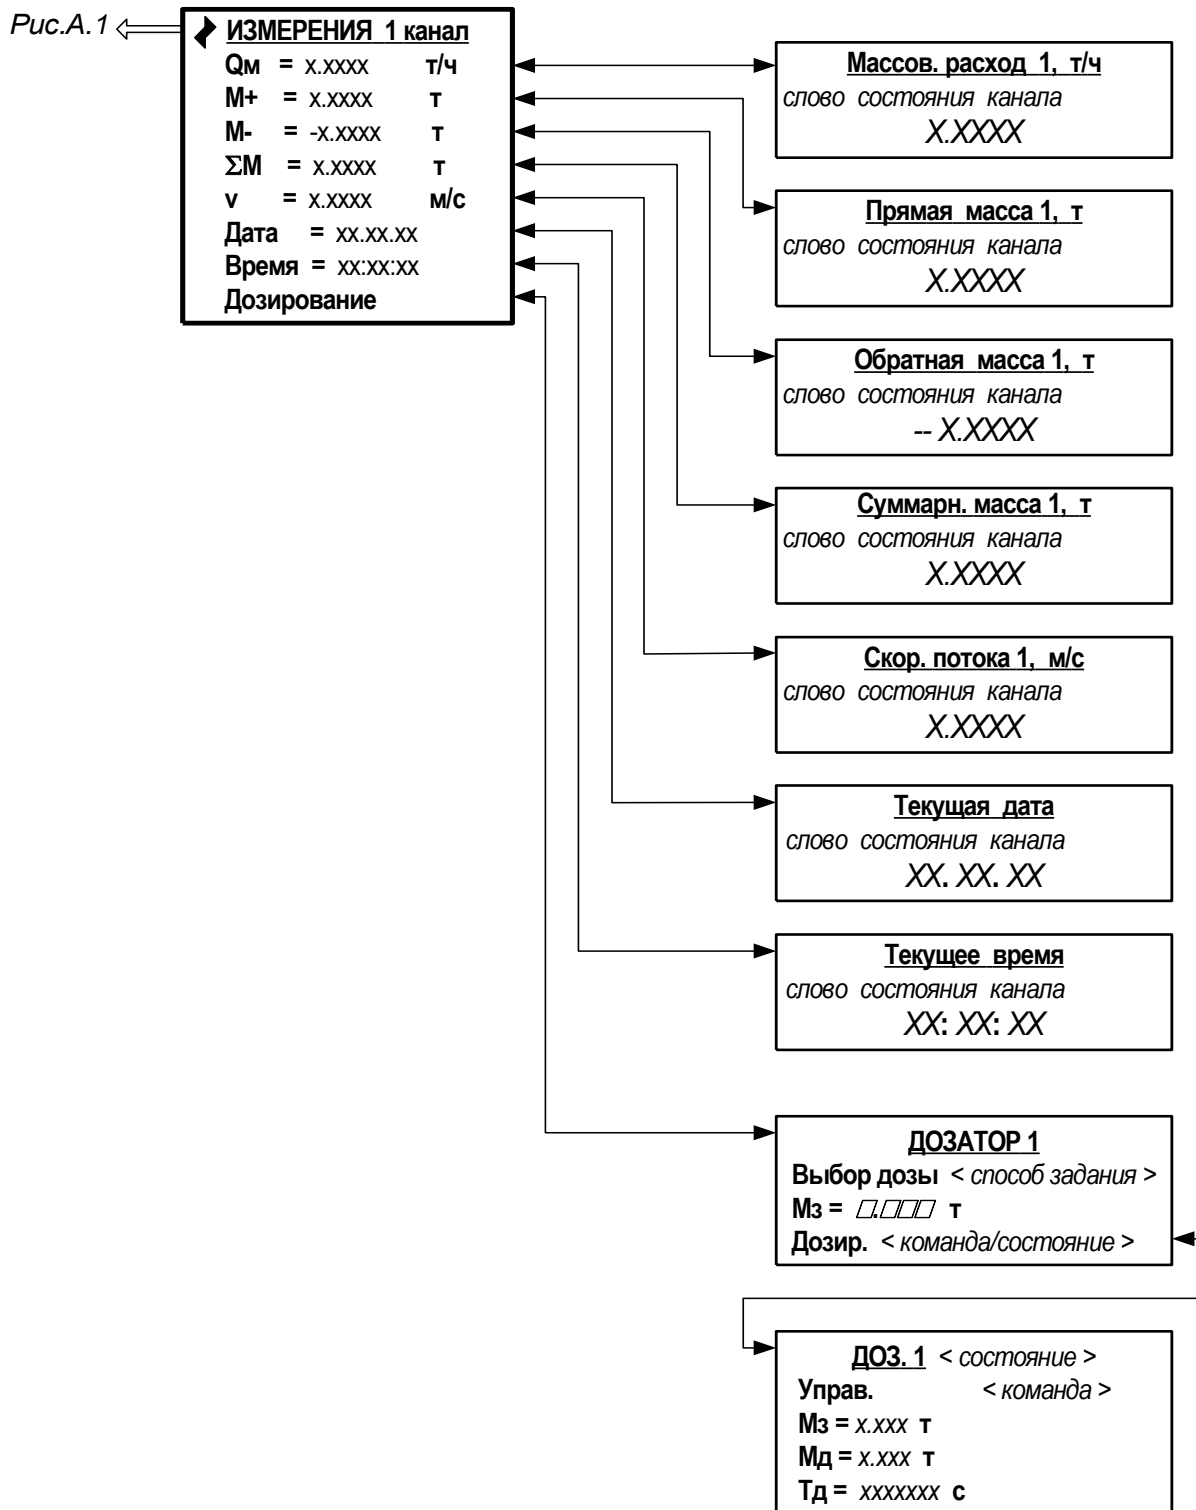 Рис.А.1
ИЗМЕРЕНИЯ 1 канал
Qм = x.xxxx т/ч
M+ = x.xxxx т
M- = -x.xxxx т
ΣM = x.xxxx т
v = x.xxxx м/с
Дата = xx.xx.xx
Время = xx:xx:xx
Дозирование
Массов. расход 1, т/ч
слово состояния канала
X.XXXX
Прямая масса 1, т
слово состояния канала
X.XXXX
Обратная масса 1, т
слово состояния канала
-- X.XXXX
Суммарн. масса 1, т
слово состояния канала
X.XXXX
Скор. потока 1, м/с
слово состояния канала
X.XXXX
Текущая дата
слово состояния канала
XX. XX. XX
Текущее время
слово состояния канала
XX: XX: XX
ДОЗАТОР 1
Выбор дозы < способ задания >
Мз = □.□□□ т
Дозир. < команда/состояние >
ДОЗ. 1 < состояние >
Управ. < команда >
Мз = x.xxx т
Мд = x.xxx т
Тд = xxxxxxx с